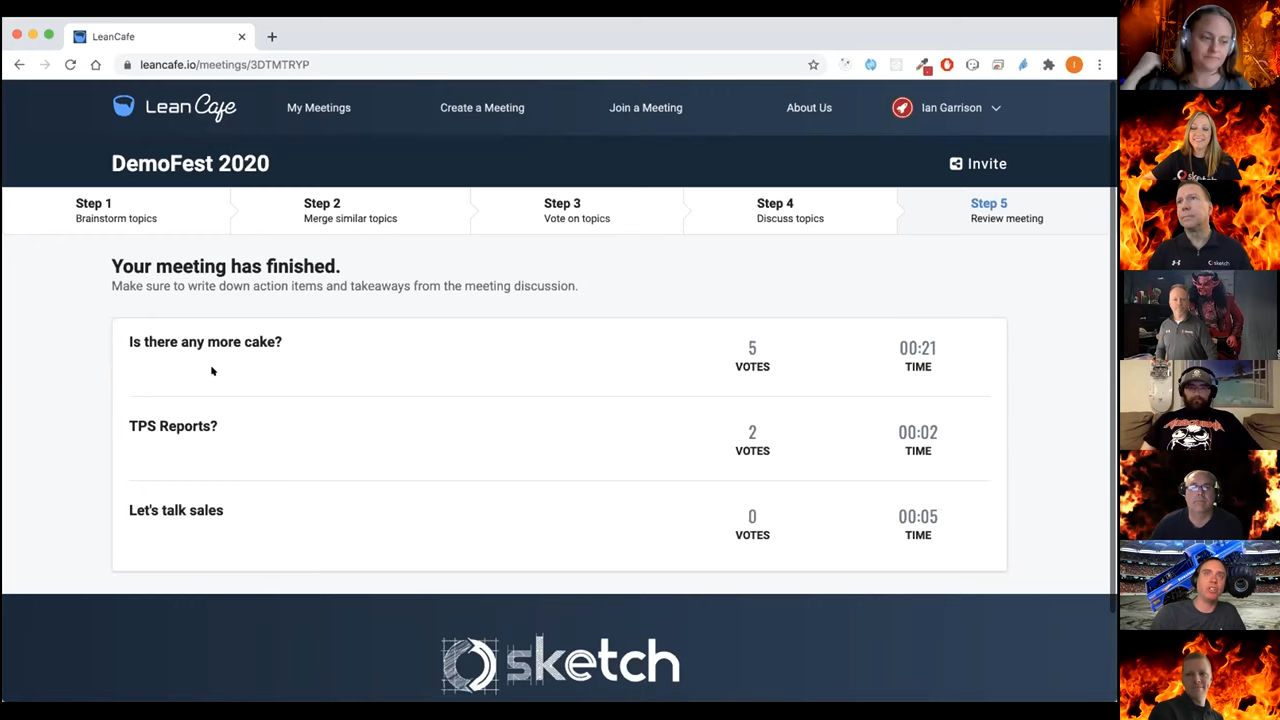 LeanCafe
leancafe.io/meetings/3DTMTRYP
Lean Cafe
My Meetings
Create a Meeting
Join a Meeting
About Us
Ian Garrison
DemoFest 2020
Invite
Step 1
Brainstorm topics
Step 2
Merge similar topics
Step 3
Vote on topics
Step 4
Discuss topics
Step 5
Review meeting
Your meeting has finished.
Make sure to write down action items and takeaways from the meeting discussion.
Is there any more cake?
5
VOTES
00:21
TIME
TPS Reports?
2
VOTES
00:02
TIME
Let's talk sales
0
VOTES
00:05
TIME
sketch
sketch
sketch